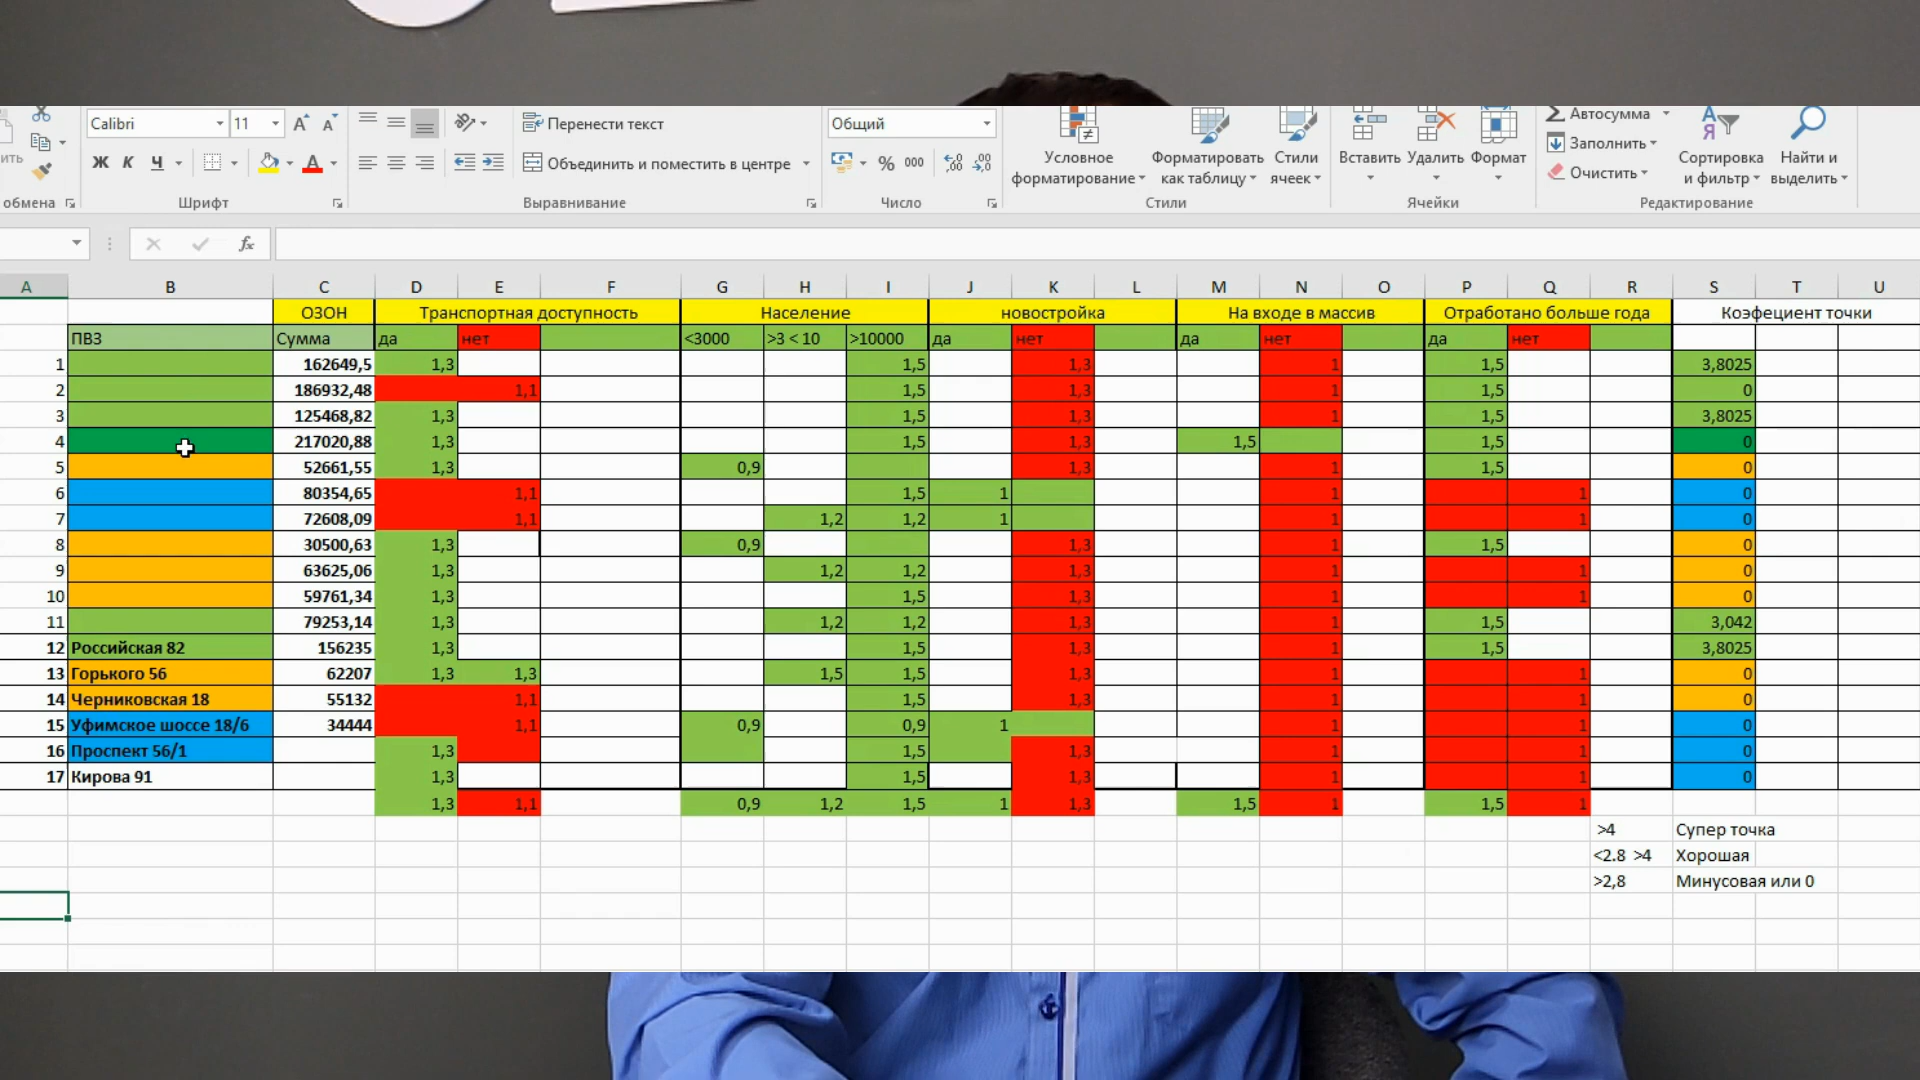 Calibri 11 Перенести текст Общий Автосумма
Ж К Ч Объединить и поместить в центре % 000 Условное форматирование Форматировать как таблицу Стили ячеек Вставить Удалить Формат Заполнить Очистить Сортировка и фильтр Найти и выделить
обмена Шрифт Выравнивание Число Стили Ячейки Редактирование
fx
A B C D E F G H I J K L M N O P Q R S T U
ОЗОН Транспортная доступность Население новостройка На входе в массив Отработано больше года Коэфециент точки
ПВЗ Сумма да нет <3000 >3 < 10 >10000 да нет да нет да нет
1 162649,5 1,3 1,5 1,3 1 1,5 3,8025
2 186932,48 1,1 1,5 1,3 1 1,5 0
3 125468,82 1,3 1,5 1,3 1 1,5 3,8025
4 217020,88 1,3 1,5 1,3 1,5 1,5 0
5 52661,55 1,3 0,9 1,3 1 1,5 0
6 80354,65 1,1 1,5 1 1 1 0
7 72608,09 1,1 1,2 1,2 1 1 1 0
8 30500,63 1,3 0,9 1,3 1 1,5 0
9 63625,06 1,3 1,2 1,2 1,3 1 1 0
10 59761,34 1,3 1,5 1,3 1 1 0
11 79253,14 1,3 1,2 1,2 1,3 1 1,5 3,042
12 Российская 82 156235 1,3 1,5 1,3 1 1,5 3,8025
13 Горького 56 62207 1,3 1,3 1,5 1,5 1,3 1 1 0
14 Черниковская 18 55132 1,1 1,5 1,3 1 1 0
15 Уфимское шоссе 18/6 34444 1,1 0,9 0,9 1 1 1 0
16 Проспект 56/1 1,3 1,5 1,3 1 1 0
17 Кирова 91 1,3 1,5 1,3 1 1 0
1,3 1,1 0,9 1,2 1,5 1 1,3 1,5 1 1,5 1
>4 Супер точка
<2.8 >4 Хорошая
>2,8 Минусовая или 0